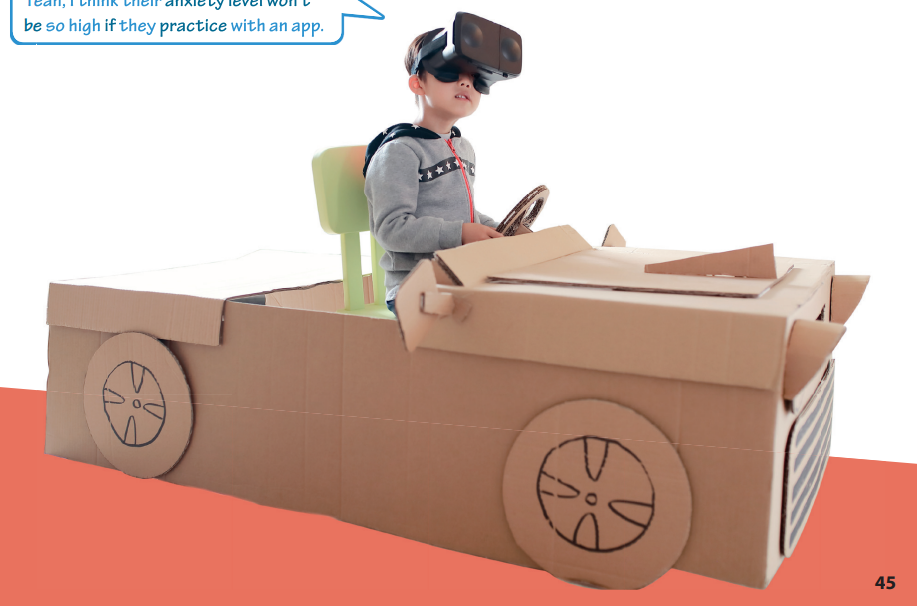 Yeah, I think their anxiety level won't
be so high if they practice with an app.
45